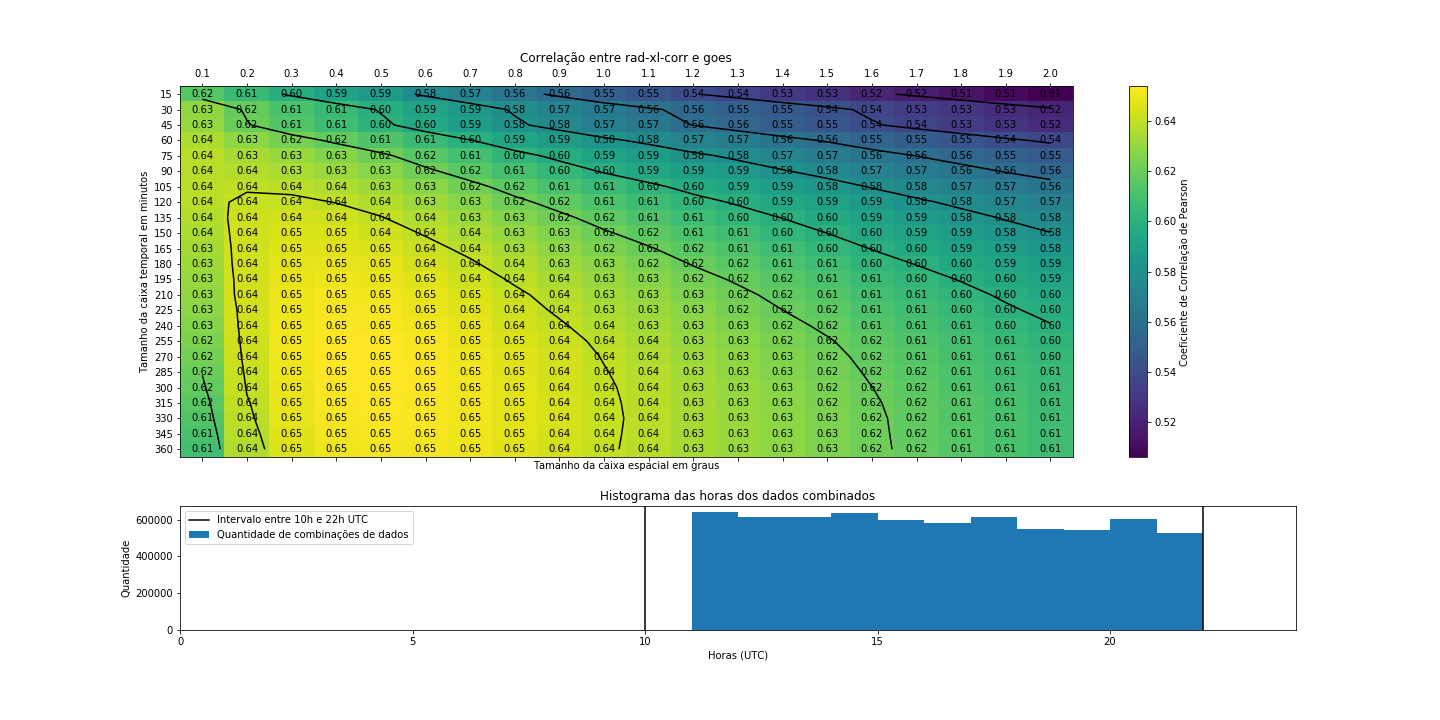 Correlação entre rad-xl-corr e goes
0.1 0.2 0.3 0.4 0.5 0.6 0.7 0.8 0.9 1.0 1.1 1.2 1.3 1.4 1.5 1.6 1.7 1.8 1.9 2.0
15 0.62 0.61 0.60 0.59 0.59 0.58 0.57 0.56 0.56 0.55 0.55 0.54 0.54 0.53 0.53 0.52 0.52 0.51 0.51 0.51
30 0.63 0.62 0.61 0.61 0.60 0.59 0.59 0.58 0.57 0.57 0.56 0.56 0.55 0.55 0.54 0.54 0.53 0.53 0.53 0.52
45 0.63 0.62 0.61 0.61 0.60 0.60 0.59 0.58 0.58 0.57 0.57 0.56 0.56 0.55 0.55 0.54 0.54 0.53 0.53 0.52
60 0.64 0.63 0.62 0.62 0.61 0.61 0.60 0.59 0.59 0.58 0.58 0.57 0.57 0.56 0.56 0.55 0.55 0.55 0.54 0.54
75 0.64 0.63 0.63 0.63 0.62 0.62 0.61 0.60 0.60 0.59 0.59 0.58 0.58 0.57 0.57 0.56 0.56 0.56 0.55 0.55
90 0.64 0.64 0.63 0.63 0.63 0.62 0.62 0.61 0.60 0.60 0.59 0.59 0.59 0.58 0.58 0.57 0.57 0.56 0.56 0.56
105 0.64 0.64 0.64 0.64 0.63 0.63 0.62 0.62 0.61 0.61 0.60 0.60 0.59 0.59 0.58 0.58 0.58 0.57 0.57 0.56
120 0.64 0.64 0.64 0.64 0.64 0.63 0.63 0.62 0.62 0.61 0.61 0.60 0.60 0.59 0.59 0.59 0.58 0.58 0.57 0.57
135 0.64 0.64 0.64 0.64 0.64 0.64 0.63 0.63 0.62 0.62 0.61 0.61 0.60 0.60 0.60 0.59 0.59 0.58 0.58 0.58
150 0.64 0.64 0.65 0.65 0.64 0.64 0.63 0.63 0.63 0.62 0.62 0.61 0.61 0.60 0.60 0.60 0.59 0.59 0.58 0.58
165 0.63 0.64 0.65 0.65 0.65 0.64 0.64 0.63 0.63 0.62 0.62 0.62 0.61 0.61 0.60 0.60 0.60 0.59 0.59 0.58
180 0.63 0.64 0.65 0.65 0.65 0.64 0.64 0.64 0.63 0.63 0.62 0.62 0.62 0.61 0.61 0.60 0.60 0.60 0.59 0.59
195 0.63 0.64 0.65 0.65 0.65 0.65 0.64 0.64 0.63 0.63 0.63 0.62 0.62 0.62 0.61 0.61 0.60 0.60 0.60 0.59
210 0.63 0.64 0.65 0.65 0.65 0.65 0.65 0.64 0.64 0.63 0.63 0.63 0.62 0.62 0.61 0.61 0.61 0.60 0.60 0.60
225 0.63 0.64 0.65 0.65 0.65 0.65 0.65 0.64 0.64 0.63 0.63 0.63 0.62 0.62 0.62 0.61 0.61 0.60 0.60 0.60
240 0.63 0.64 0.65 0.65 0.65 0.65 0.65 0.64 0.64 0.64 0.63 0.63 0.63 0.62 0.62 0.61 0.61 0.61 0.60 0.60
255 0.62 0.64 0.65 0.65 0.65 0.65 0.65 0.65 0.64 0.64 0.63 0.63 0.63 0.62 0.62 0.62 0.61 0.61 0.61 0.60
270 0.62 0.64 0.65 0.65 0.65 0.65 0.65 0.65 0.64 0.64 0.64 0.63 0.63 0.63 0.62 0.62 0.61 0.61 0.61 0.60
285 0.62 0.64 0.65 0.65 0.65 0.65 0.65 0.65 0.64 0.64 0.64 0.63 0.63 0.63 0.62 0.62 0.62 0.61 0.61 0.61
300 0.62 0.64 0.65 0.65 0.65 0.65 0.65 0.65 0.64 0.64 0.64 0.63 0.63 0.63 0.63 0.62 0.62 0.61 0.61 0.61
315 0.62 0.64 0.65 0.65 0.65 0.65 0.65 0.65 0.64 0.64 0.64 0.63 0.63 0.63 0.63 0.62 0.62 0.61 0.61 0.61
330 0.61 0.64 0.65 0.65 0.65 0.65 0.65 0.65 0.64 0.64 0.64 0.63 0.63 0.63 0.63 0.62 0.62 0.61 0.61 0.61
345 0.61 0.64 0.65 0.65 0.65 0.65 0.65 0.65 0.64 0.64 0.64 0.63 0.63 0.63 0.63 0.62 0.62 0.61 0.61 0.61
360 0.61 0.64 0.65 0.65 0.65 0.65 0.65 0.65 0.64 0.64 0.64 0.63 0.63 0.63 0.63 0.62 0.62 0.61 0.61 0.61
Tamanho da caixa temporal em minutos
Tamanho da caixa espacial em graus
0.64
0.62
0.60
0.58
0.56
0.54
0.52
Coeficiente de Correlação de Pearson
Histograma das horas dos dados combinados
Intervalo entre 10h e 22h UTC
Quantidade de combinações de dados
600000
400000
200000
0
Quantidade
0 5 10 15 20
Horas (UTC)